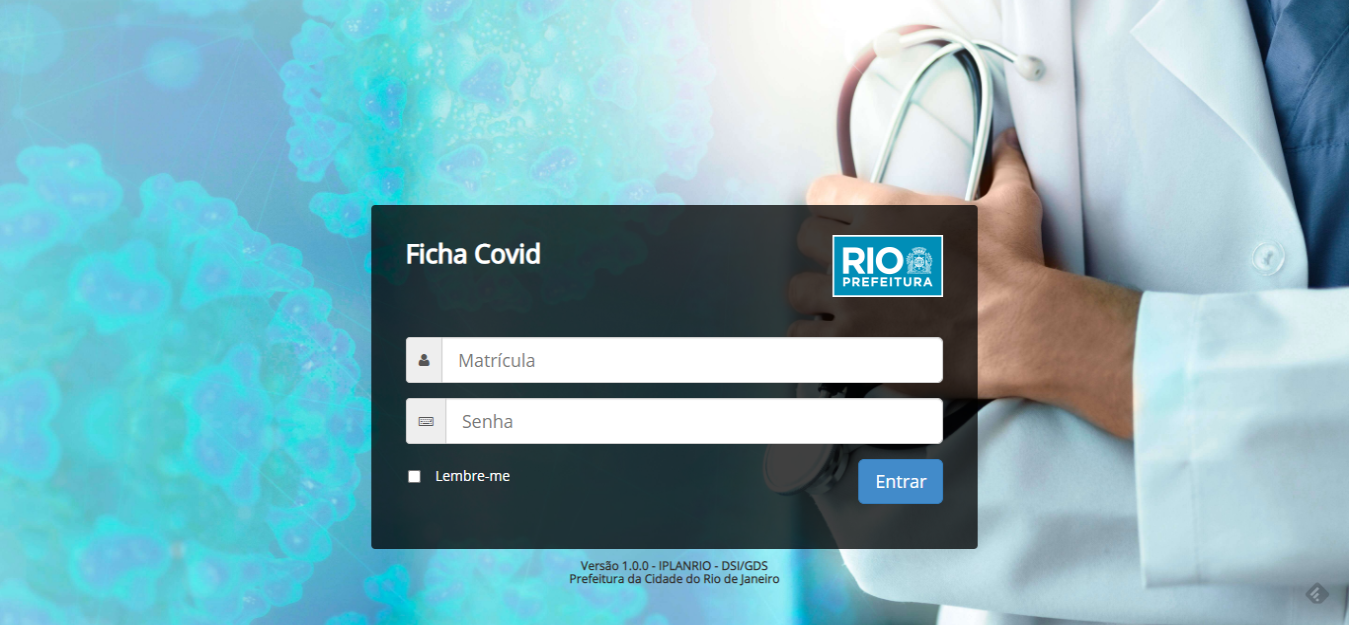 Ficha Covid
RIO
PREFEITURA
Matrícula
Senha
Lembre-me
Entrar
Versão 1.0.0 - IPLANRIO - DSI/GDS
Prefeitura da Cidade do Rio de Janeiro